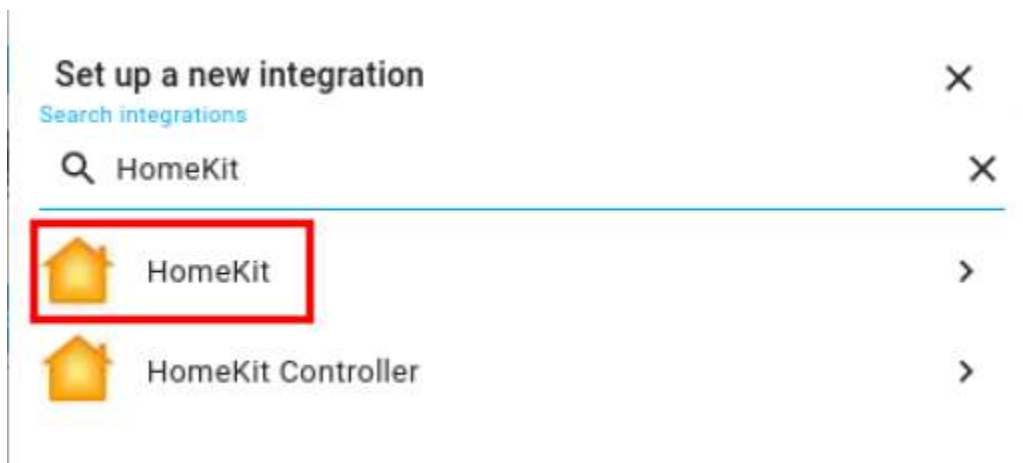 Set up a new integration
Search integrations
HomeKit
HomeKit
HomeKit Controller